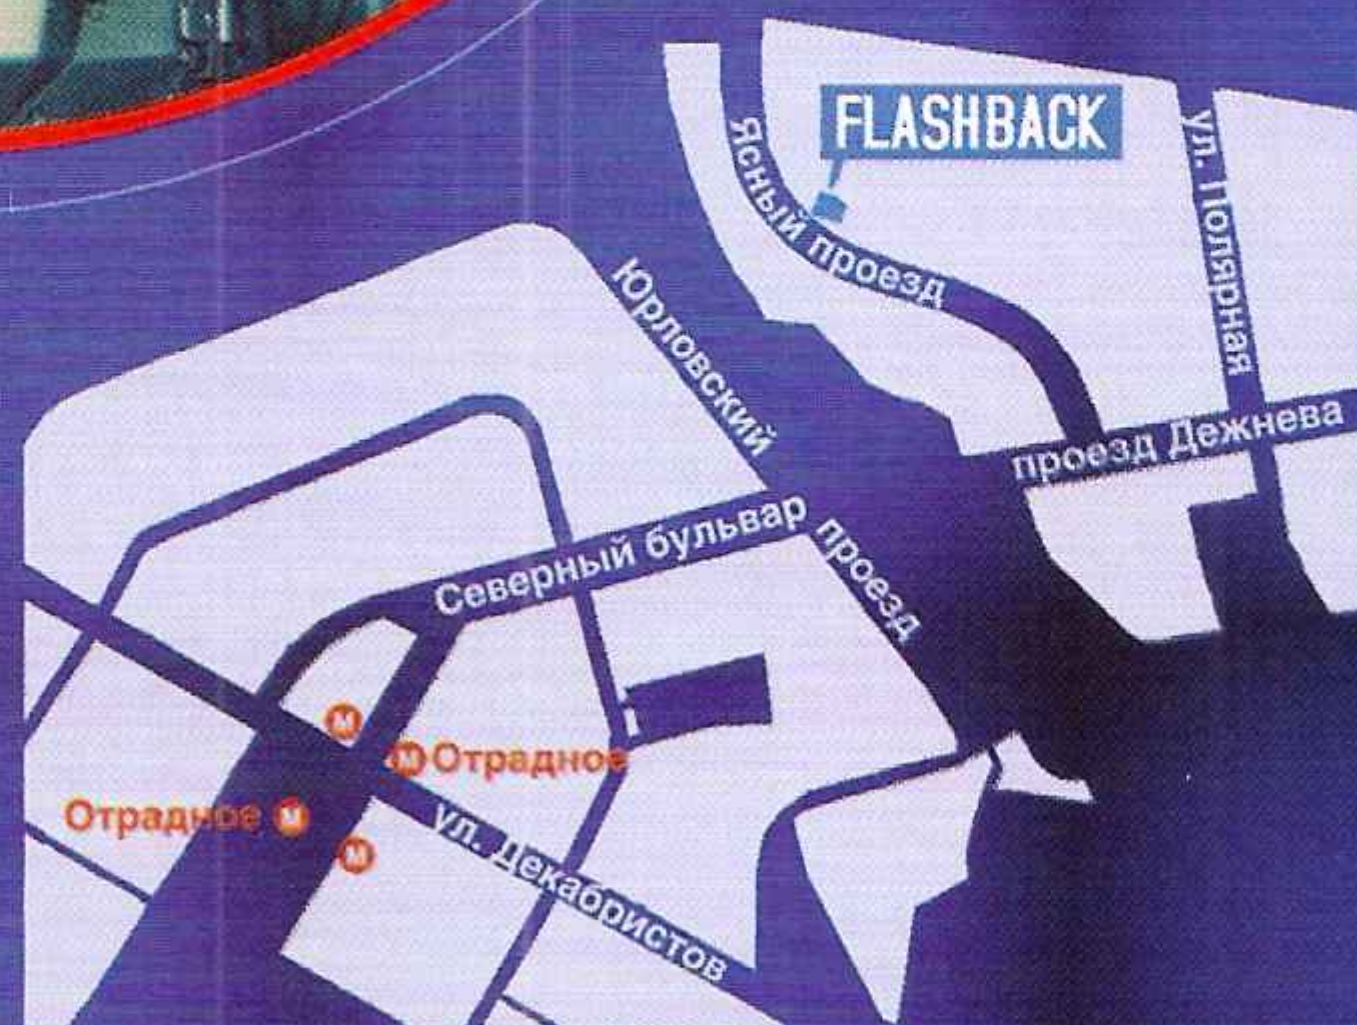 FLASHBACK
Ясный проезд
ул. Полярная
Юрловский проезд
проезд Дежнева
Северный бульвар
М
М Отрадное
Отрадное М
М
ул. Декабристов